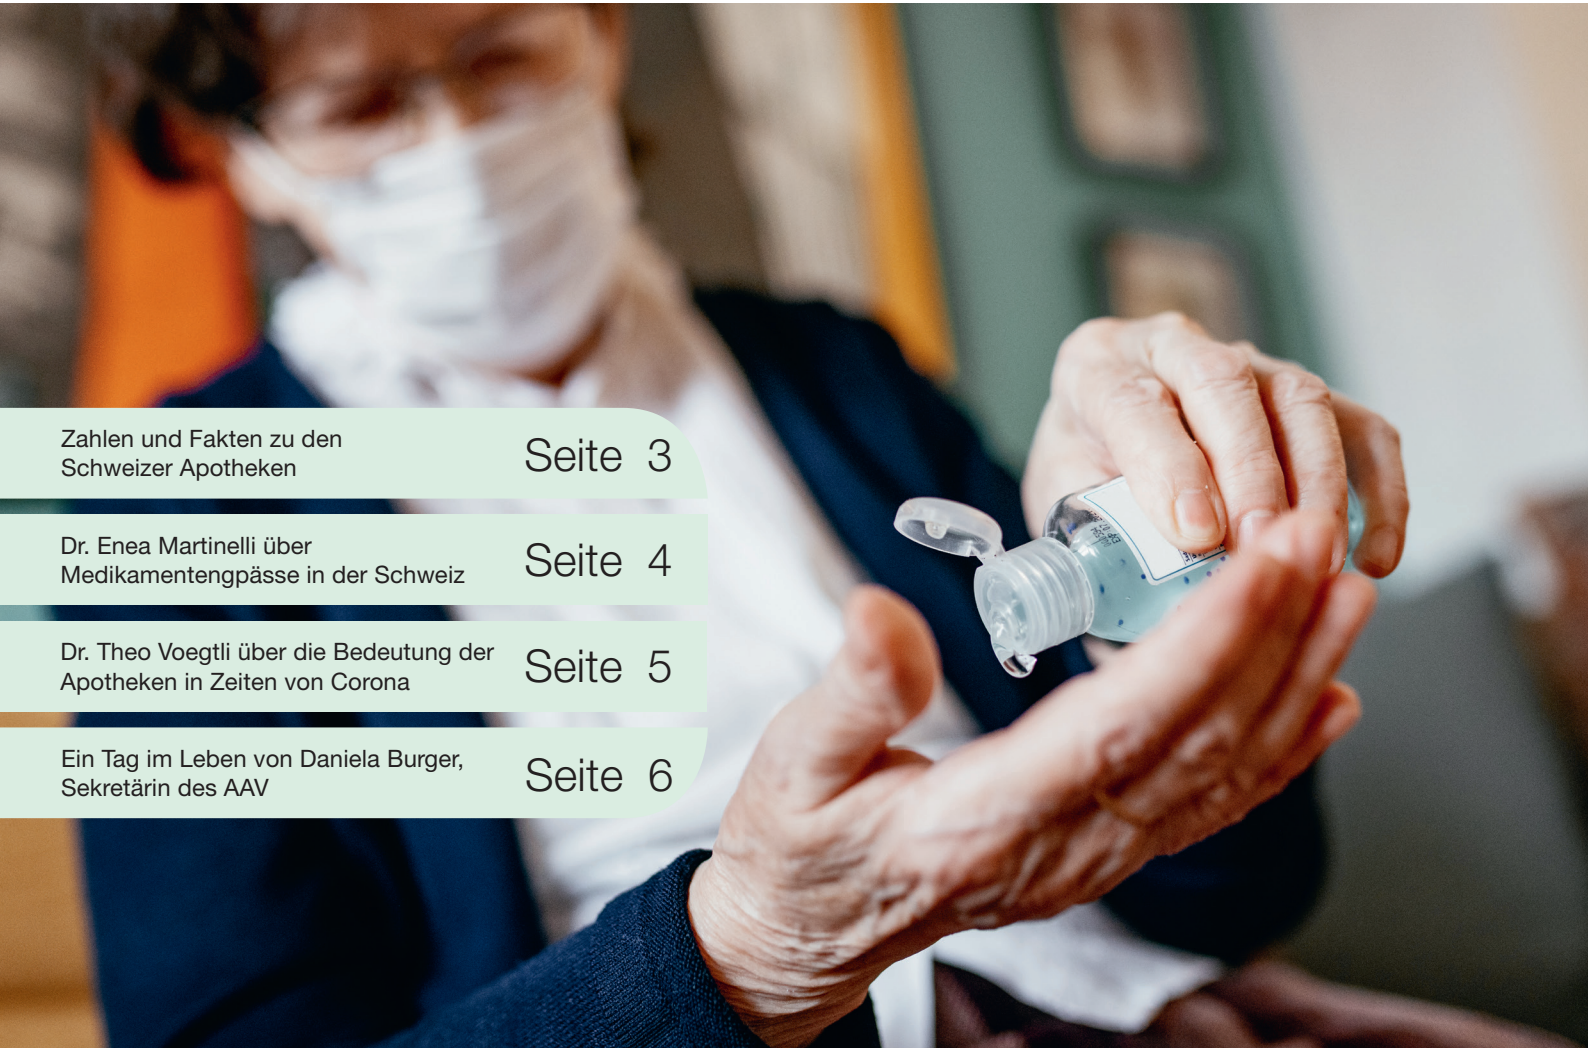 Zahlen und Fakten zu den
Schweizer Apotheken
Seite 3
Dr. Enea Martinelli über
Medikamentengpässe in der Schweiz
Seite 4
Dr. Theo Voegtli über die Bedeutung der
Apotheken in Zeiten von Corona
Seite 5
Ein Tag im Leben von Daniela Burger,
Sekretärin des AAV
Seite 6